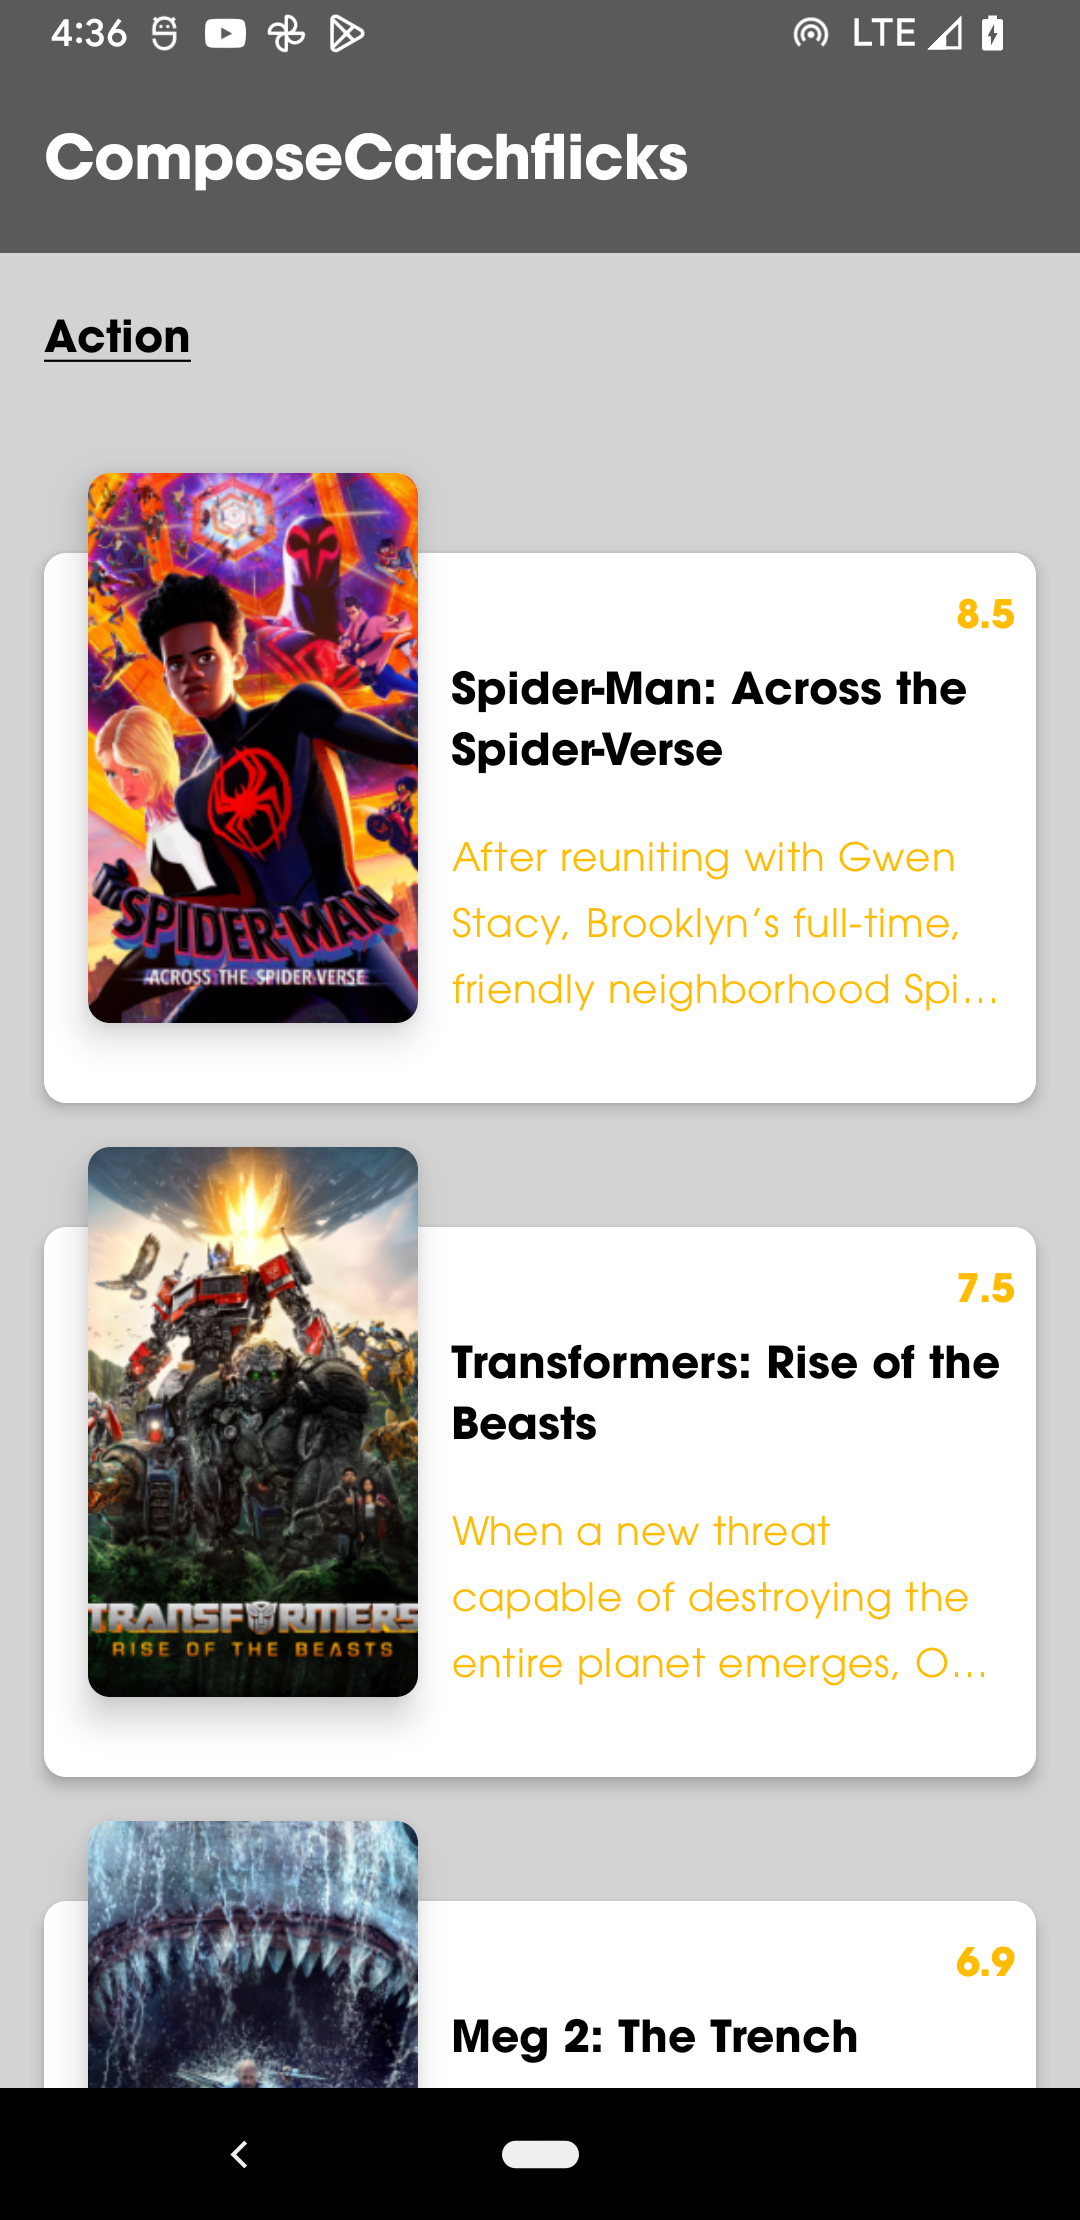 4:36 LTE
ComposeCatchflicks
Action
8.5
Spider-Man: Across the
Spider-Verse
After reuniting with Gwen
Stacy, Brooklyn’s full-time,
friendly neighborhood Spi...
SPIDER-MAN
ACROSS THE SPIDER-VERSE
7.5
Transformers: Rise of the
Beasts
When a new threat
capable of destroying the
entire planet emerges, O...
TRANSFORMERS
RISE OF THE BEASTS
6.9
Meg 2: The Trench